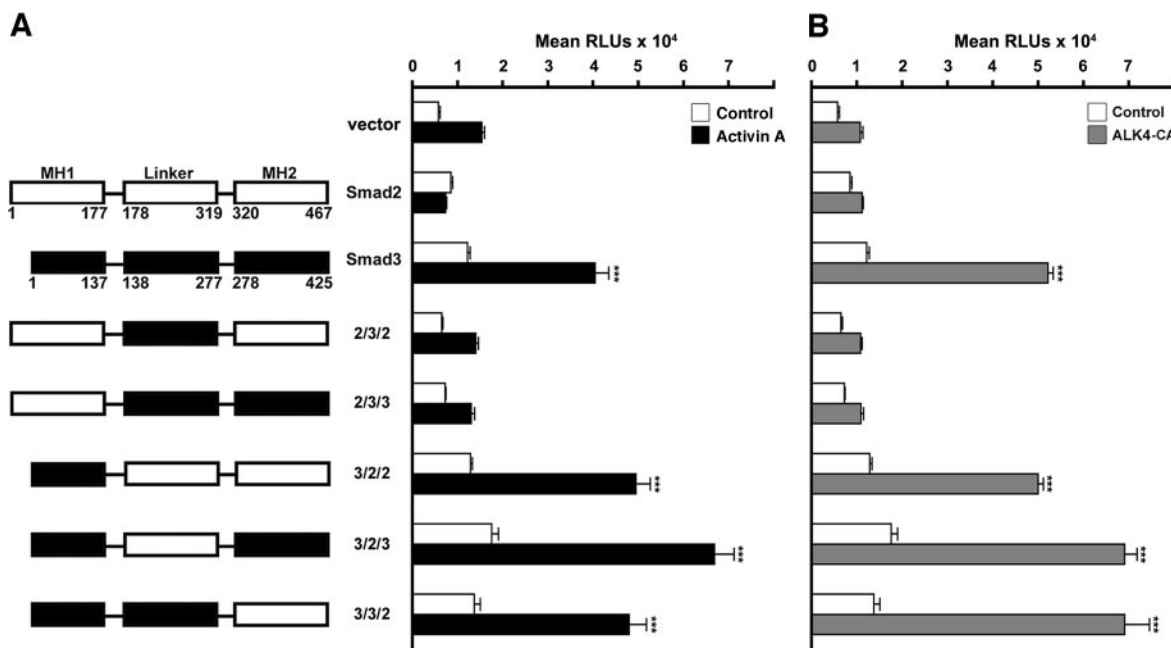 A
B
Mean RLUs x 10⁴
Mean RLUs x 10⁴
0 1 2 3 4 5 6 7
0 1 2 3 4 5 6 7
Control
Activin A
Control
ALK4-CA
vector
MH1 Linker MH2
Smad2
1 177 178 319 320 467
Smad3
***
***
1 137 138 277 278 425
2/3/2
2/3/3
3/2/2
***
***
3/2/3
***
***
3/3/2
***
***